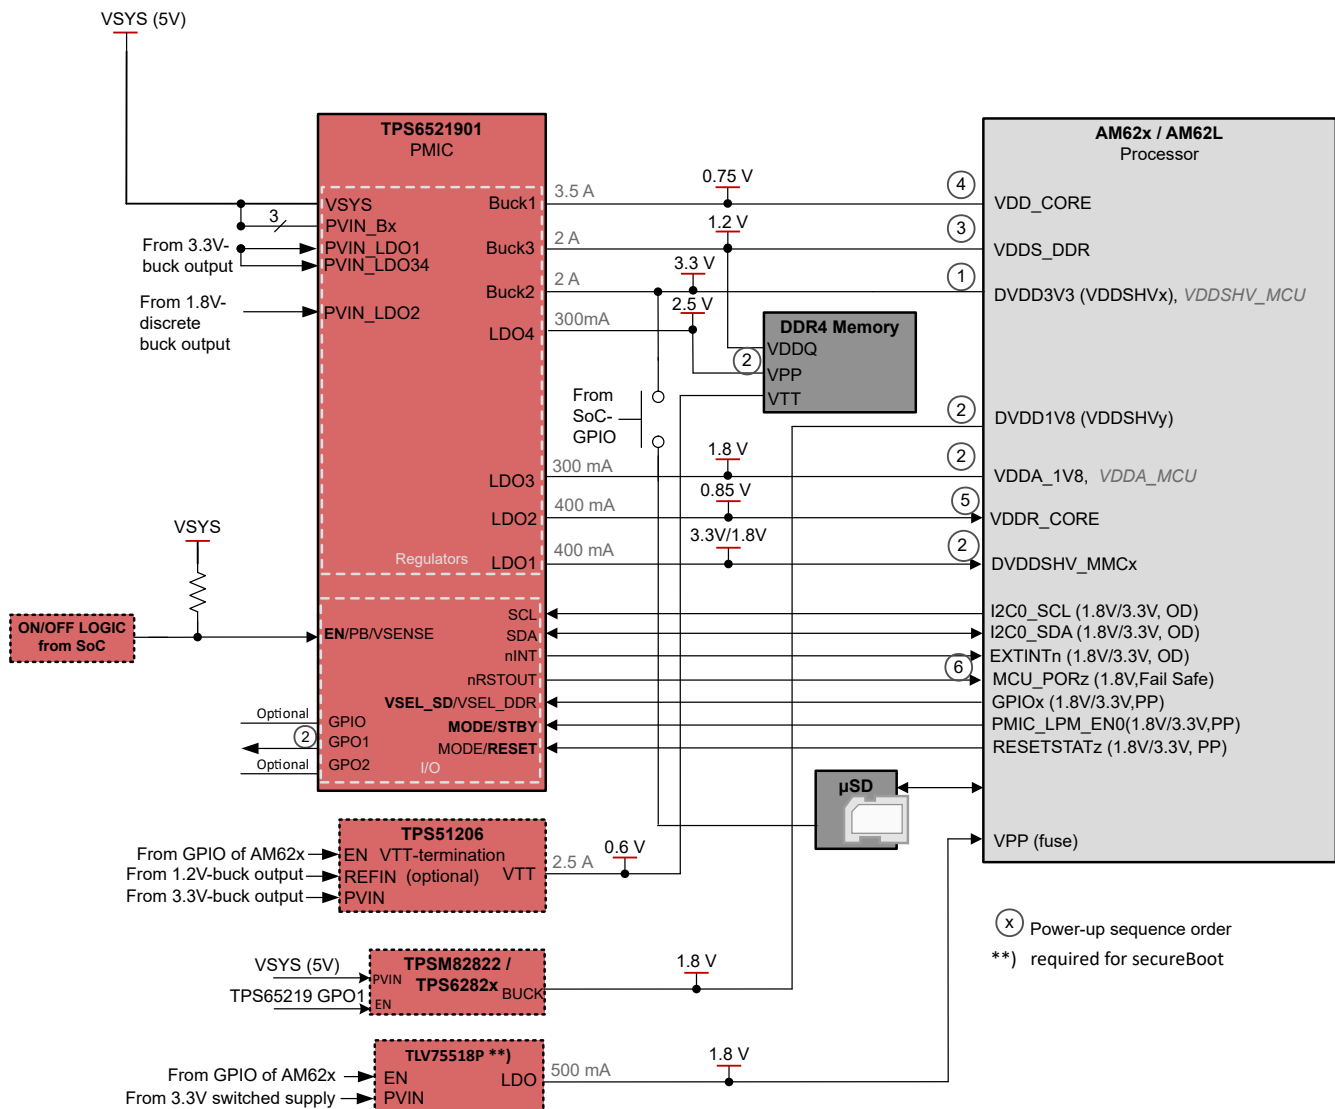 VSYS (5V)
TPS6521901
PMIC
VSYS
3
PVIN_Bx
From 3.3V-
buck output
PVIN_LDO1
PVIN_LDO34
From 1.8V-
discrete
buck output
PVIN_LDO2
Buck1
Buck3
Buck2
LDO4
LDO3
LDO2
LDO1
Regulators
3.5 A
2 A
2 A
300mA
300 mA
400 mA
400 mA
0.75 V
1.2 V
3.3 V
2.5 V
1.8 V
0.85 V
3.3V/1.8V
From
SoC-
GPIO
DDR4 Memory
VDDQ
2
VPP
VTT
AM62x / AM62L
Processor
4
VDD_CORE
3
VDDS_DDR
1
DVDD3V3 (VDDSHVx), VDDSHV_MCU
2
DVDD1V8 (VDDSHVy)
2
VDDA_1V8, VDDA_MCU
5
VDDR_CORE
2
DVDDSHV_MMCx
I2C0_SCL (1.8V/3.3V, OD)
I2C0_SDA (1.8V/3.3V, OD)
EXTINTn (1.8V/3.3V, OD)
6
MCU_PORz (1.8V,Fail Safe)
GPIOx (1.8V/3.3V,PP)
PMIC_LPM_EN0(1.8V/3.3V,PP)
RESETSTATz (1.8V/3.3V, PP)
VPP (fuse)
VSYS
ON/OFF LOGIC
from SoC
EN/PB/VSENSE
SCL
SDA
nINT
nRSTOUT
VSEL_SD/VSEL_DDR
MODE/STBY
MODE/RESET
Optional
GPIO
2
GPO1
Optional
GPO2
I/O
µSD
TPS51206
From GPIO of AM62x
EN VTT-termination
From 1.2V-buck output
REFIN (optional)
VTT
From 3.3V-buck output
PVIN
2.5 A
0.6 V
TPSM82822 /
TPS6282x
VSYS (5V)
PVIN
TPS65219 GPO1
EN
BUCK
1.8 V
TLV75518P **)
From GPIO of AM62x
EN
LDO
From 3.3V switched supply
PVIN
500 mA
1.8 V
x Power-up sequence order
**) required for secureBoot